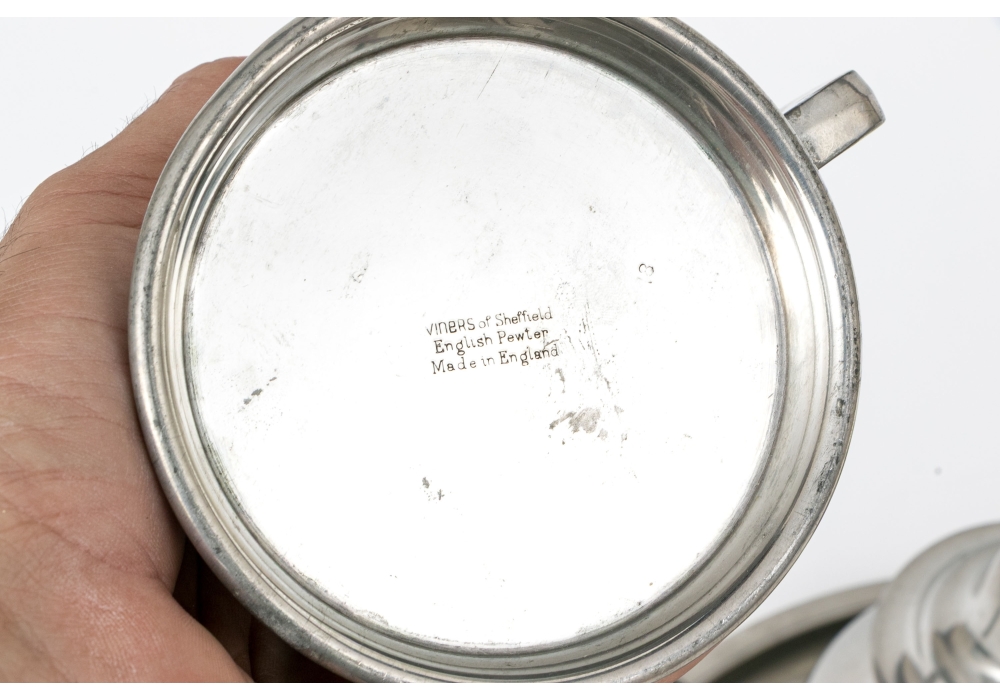 VINERS of Sheffield
English Pewter
Made in England